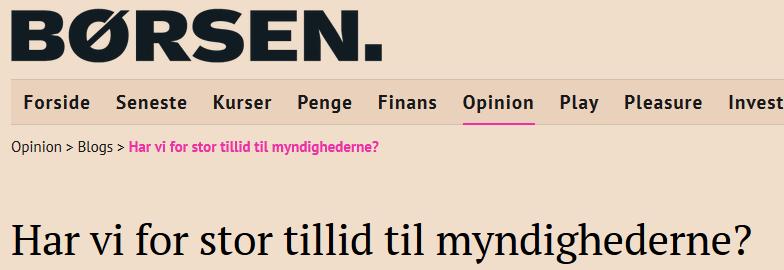 BØRSEN.
Forside Seneste Kurser Penge Finans Opinion Play Pleasure Invest
Opinion > Blogs > Har vi for stor tillid til myndighederne?
Har vi for stor tillid til myndighederne?